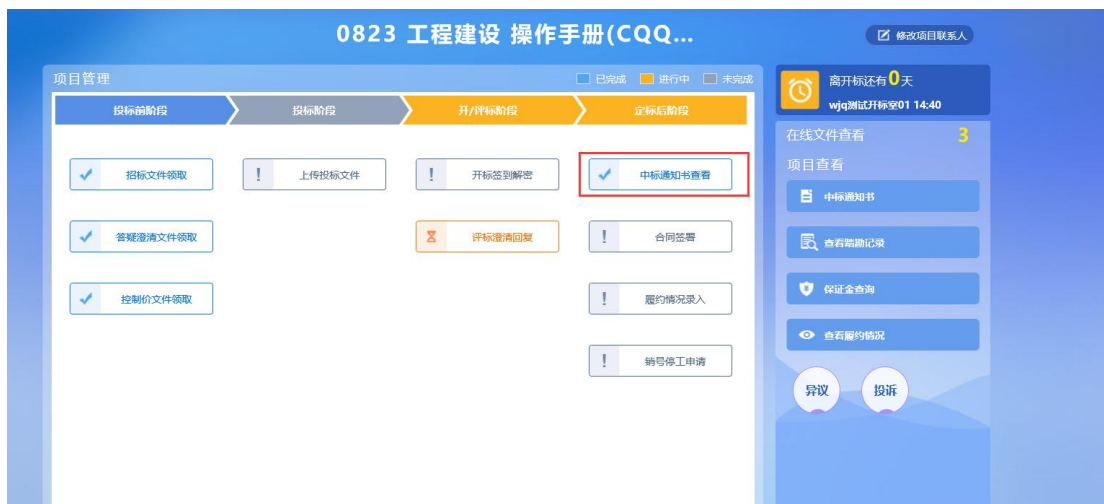 0823 工程建设 操作手册(CQQ...
修改项目联系人
项目管理
已完成 进行中 未完成
投标前阶段 投标阶段 开/评标阶段 定标后阶段
招标文件领取 上传投标文件 开标签到解密 中标通知书查看
答疑澄清文件领取 评标澄清回复 合同签署
控制价文件领取 履约情况录入
销号停工申请
离开标还有0天
wjq测试开标室01 14:40
在线文件查看 3
项目查看
中标通知书
查看踏勘记录
保证金查询
查看履约情况
异议 投诉